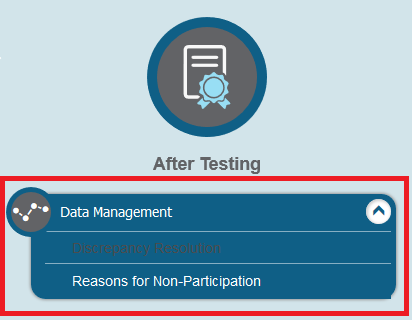 After Testing
Data Management
Discrepancy Resolution
Reasons for Non-Participation